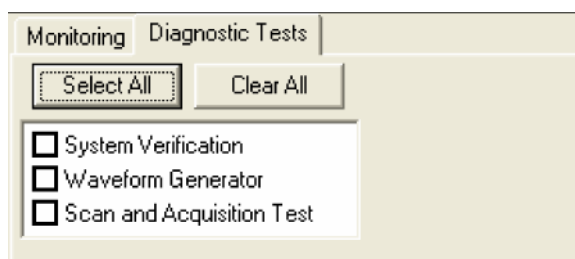 Monitoring Diagnostic Tests
Select All Clear All
System Verification
Waveform Generator
Scan and Acquisition Test